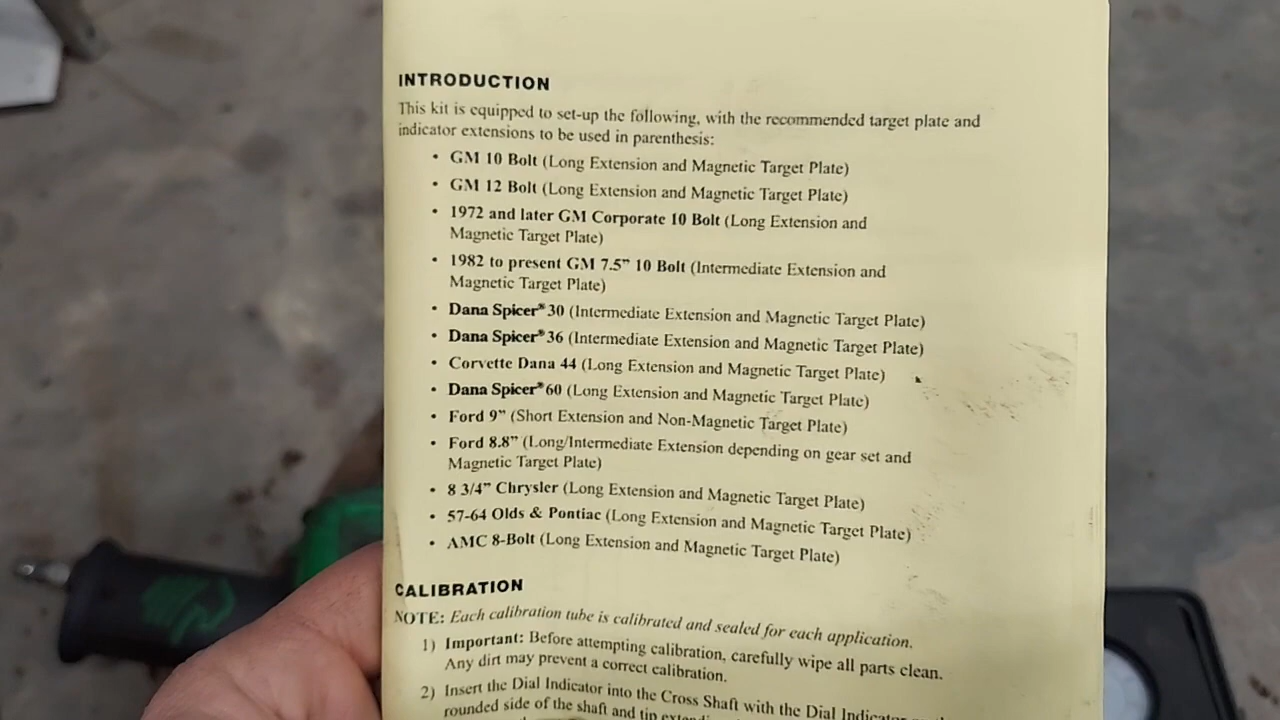 INTRODUCTION
This kit is equipped to set-up the following, with the recommended target plate and
indicator extensions to be used in parenthesis:
• GM 10 Bolt (Long Extension and Magnetic Target Plate)
• GM 12 Bolt (Long Extension and Magnetic Target Plate)
• 1972 and later GM Corporate 10 Bolt (Long Extension and
Magnetic Target Plate)
• 1982 to present GM 7.5” 10 Bolt (Intermediate Extension and
Magnetic Target Plate)
• Dana Spicer® 30 (Intermediate Extension and Magnetic Target Plate)
• Dana Spicer® 36 (Intermediate Extension and Magnetic Target Plate)
• Corvette Dana 44 (Long Extension and Magnetic Target Plate)
• Dana Spicer® 60 (Long Extension and Magnetic Target Plate)
• Ford 9” (Short Extension and Non-Magnetic Target Plate)
• Ford 8.8” (Long/Intermediate Extension depending on gear set and
Magnetic Target Plate)
• 8 3/4” Chrysler (Long Extension and Magnetic Target Plate)
• 57-64 Olds & Pontiac (Long Extension and Magnetic Target Plate)
• AMC 8-Bolt (Long Extension and Magnetic Target Plate)
CALIBRATION
NOTE: Each calibration tube is calibrated and sealed for each application.
1) Important: Before attempting calibration, carefully wipe all parts clean.
Any dirt may prevent a correct calibration.
2) Insert the Dial Indicator into the Cross Shaft with the Dial Indicator
rounded side of the shaft and tip